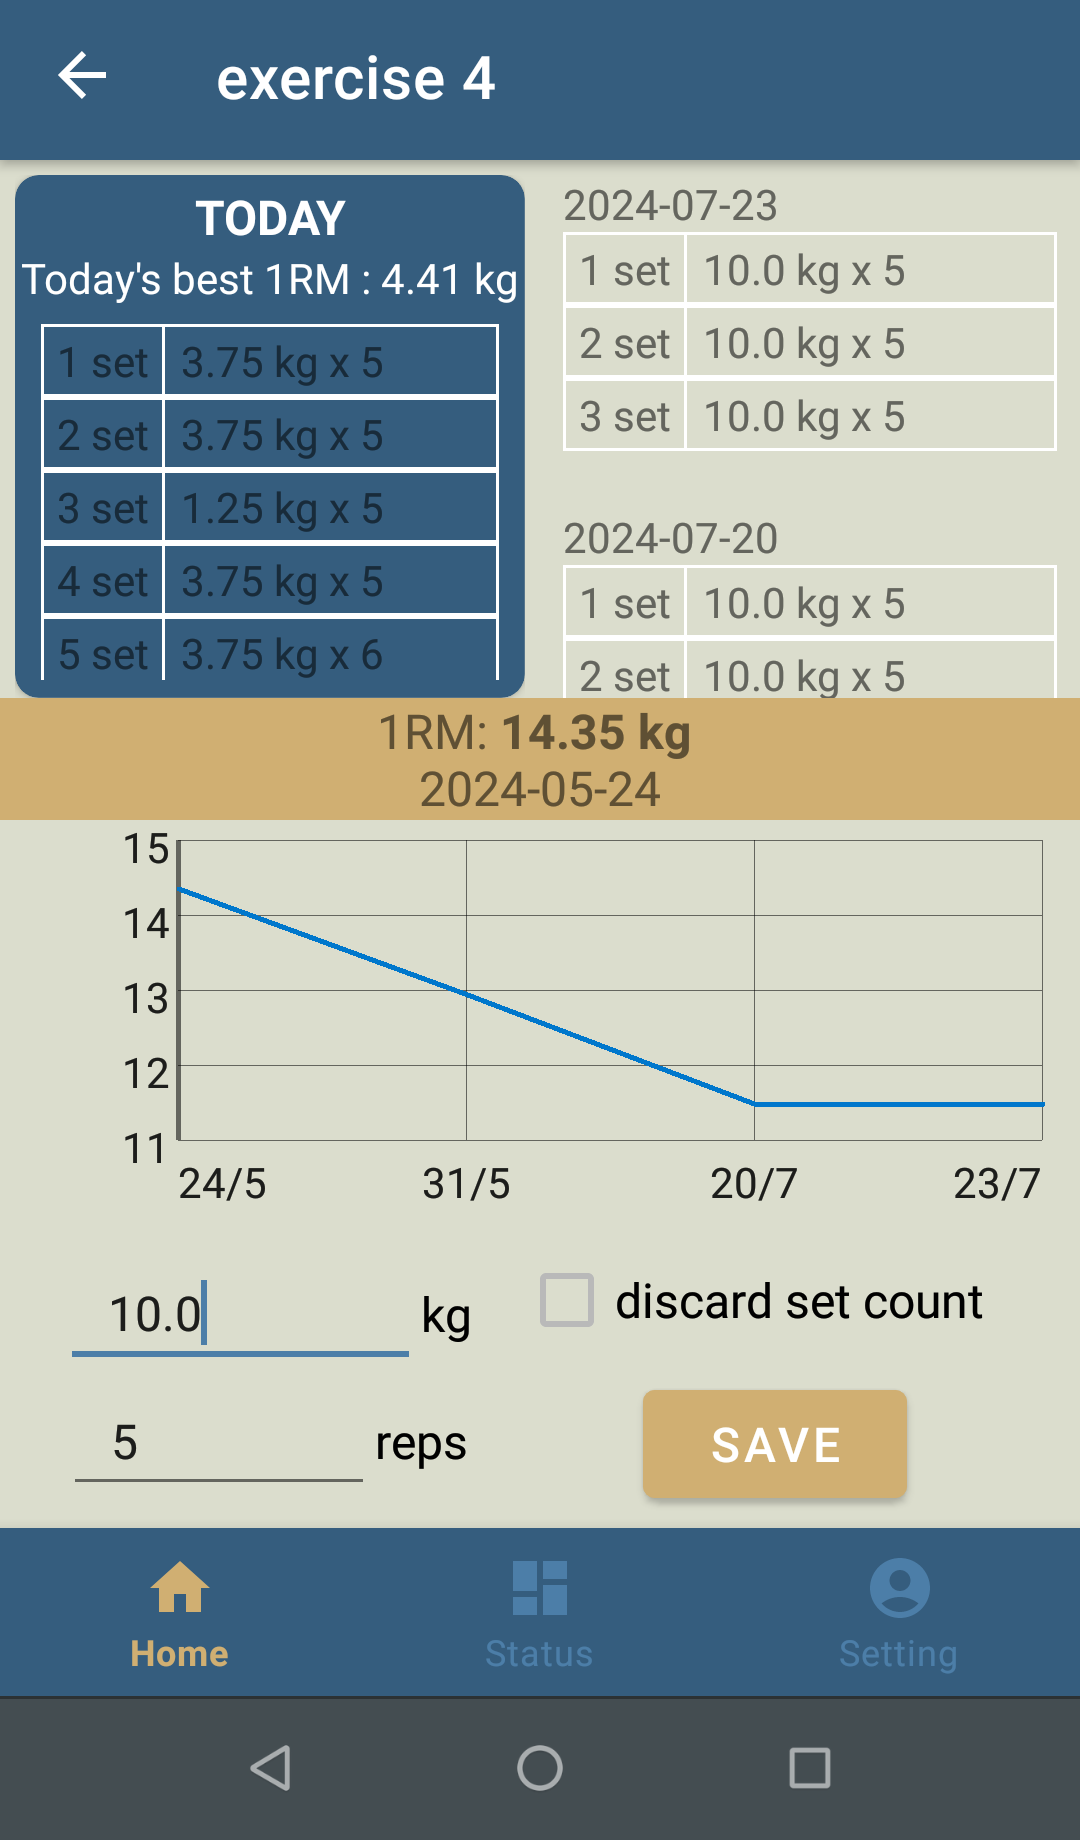 exercise 4
TODAY
Today's best 1RM : 4.41 kg
1 set 3.75 kg x 5
2 set 3.75 kg x 5
3 set 1.25 kg x 5
4 set 3.75 kg x 5
5 set 3.75 kg x 6
2024-07-23
1 set 10.0 kg x 5
2 set 10.0 kg x 5
3 set 10.0 kg x 5
2024-07-20
1 set 10.0 kg x 5
2 set 10.0 kg x 5
1RM: 14.35 kg
2024-05-24
15
14
13
12
11
24/5 31/5 20/7 23/7
10.0 kg
discard set count
5 reps
SAVE
Home Status Setting